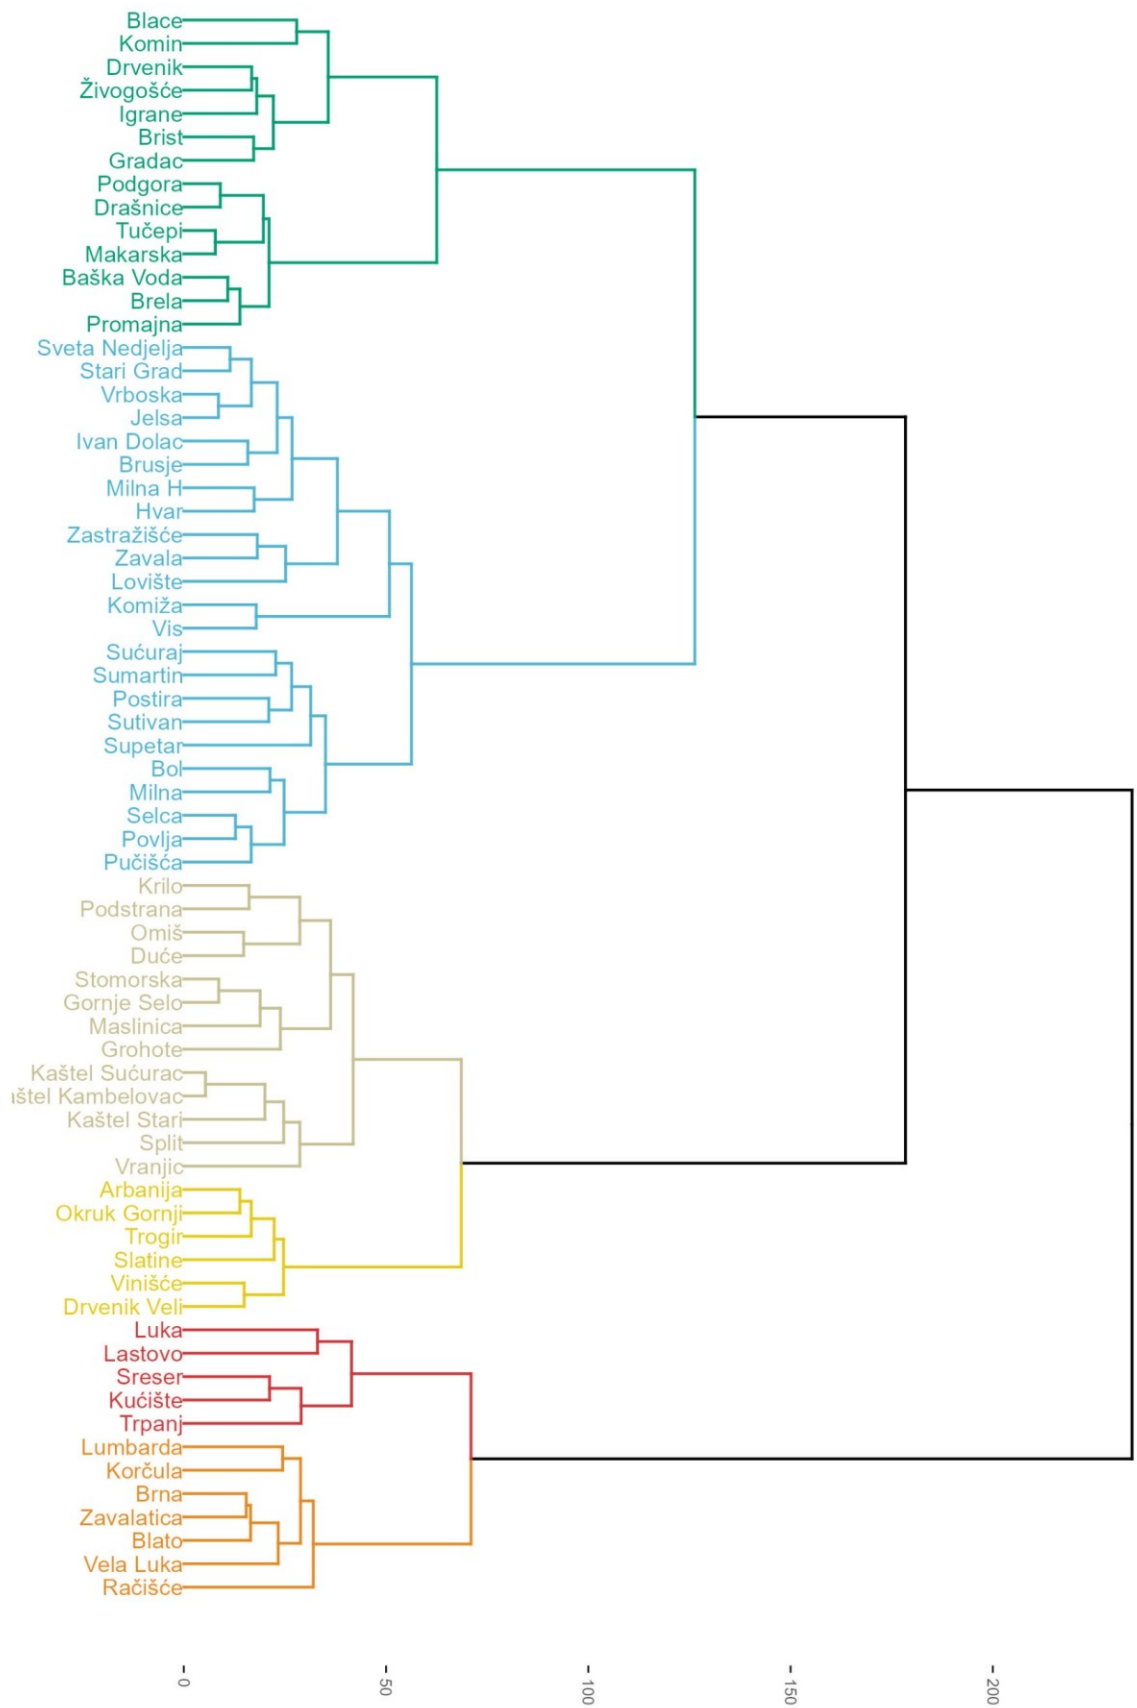 Blace
Komin
Drvenik
Živogošće
Igrane
Brist
Gradac
Podgora
Drašnice
Tučepi
Makarska
Baška Voda
Brela
Promajna
Sveta Nedjelja
Stari Grad
Vrboska
Jelsa
Ivan Dolac
Brusje
Milna H
Hvar
Zastražišće
Zavala
Lovište
Komiža
Vis
Sućuraj
Sumartin
Postira
Sutivan
Supetar
Bol
Milna
Selca
Povlja
Pučišća
Krilo
Podstrana
Omiš
Duće
Stomorska
Gornje Selo
Maslinica
Grohote
Kaštel Sućurac
štel Kambelovac
Kaštel Stari
Split
Vranjic
Arbanija
Okruk Gornji
Trogir
Slatine
Vinišće
Drvenik Veli
Luka
Lastovo
Sreser
Kućište
Trpanj
Lumbarda
Korčula
Brna
Zavalatica
Blato
Vela Luka
Račišće
0 50 100 150 200